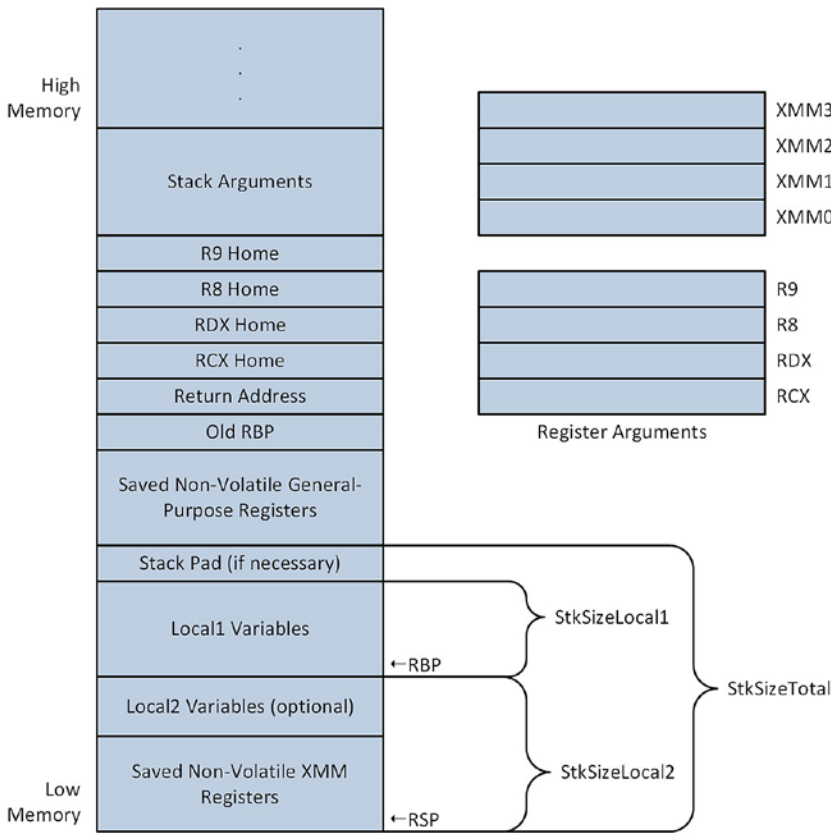 High
Memory
.
.
.
Stack Arguments
R9 Home
R8 Home
RDX Home
RCX Home
Return Address
Old RBP
Saved Non-Volatile General-
Purpose Registers
Stack Pad (if necessary)
Local1 Variables
←RBP
Local2 Variables (optional)
Saved Non-Volatile XMM
Registers
←RSP
Low
Memory
XMM3
XMM2
XMM1
XMM0
R9
R8
RDX
RCX
Register Arguments
StkSizeLocal1
StkSizeTotal
StkSizeLocal2